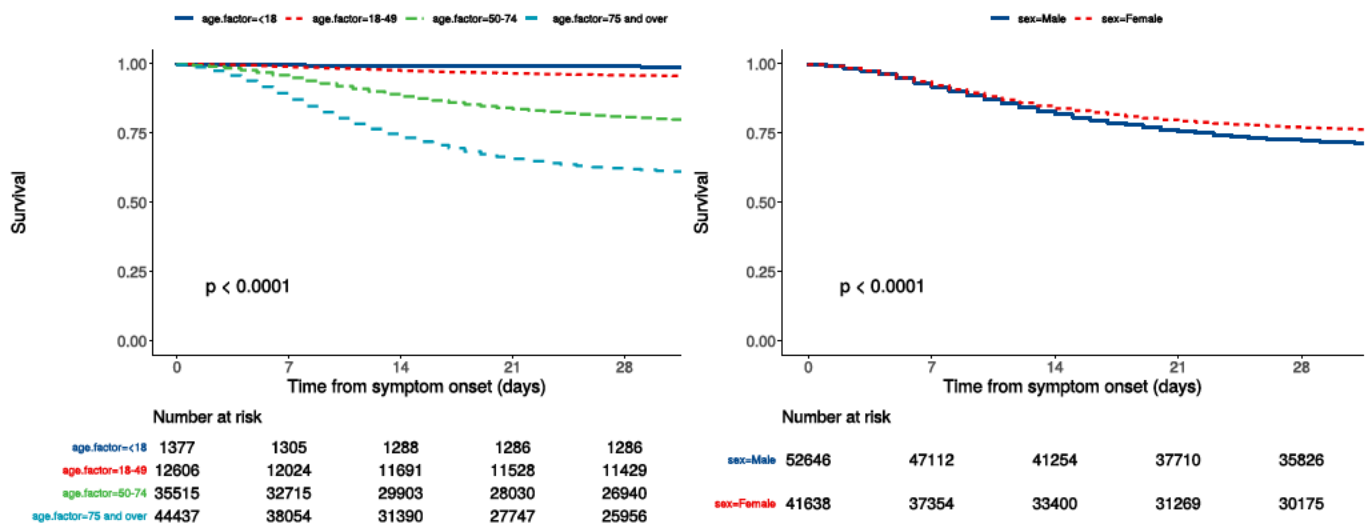 age.factor=<18 age.factor=18-49 age.factor=50-74 age.factor=75 and over
1.00
0.75
0.50
0.25
0.00
Survival
p < 0.0001
0 7 14 21 28
Time from symptom onset (days)
Number at risk
age.factor=<18 1377 1305 1288 1286 1286
age.factor=18-49 12606 12024 11691 11528 11429
age.factor=50-74 35515 32715 29903 28030 26940
age.factor=75 and over 44437 38054 31390 27747 25956
sex=Male sex=Female
1.00
0.75
0.50
0.25
0.00
Survival
p < 0.0001
0 7 14 21 28
Time from symptom onset (days)
Number at risk
sex=Male 52646 47112 41254 37710 35826
sex=Female 41638 37354 33400 31269 30175